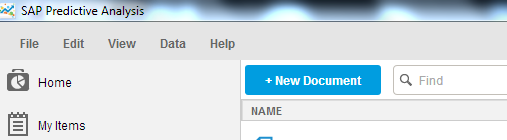 SAP Predictive Analysis
File Edit View Data Help
Home
+ New Document
Find
NAME
My Items